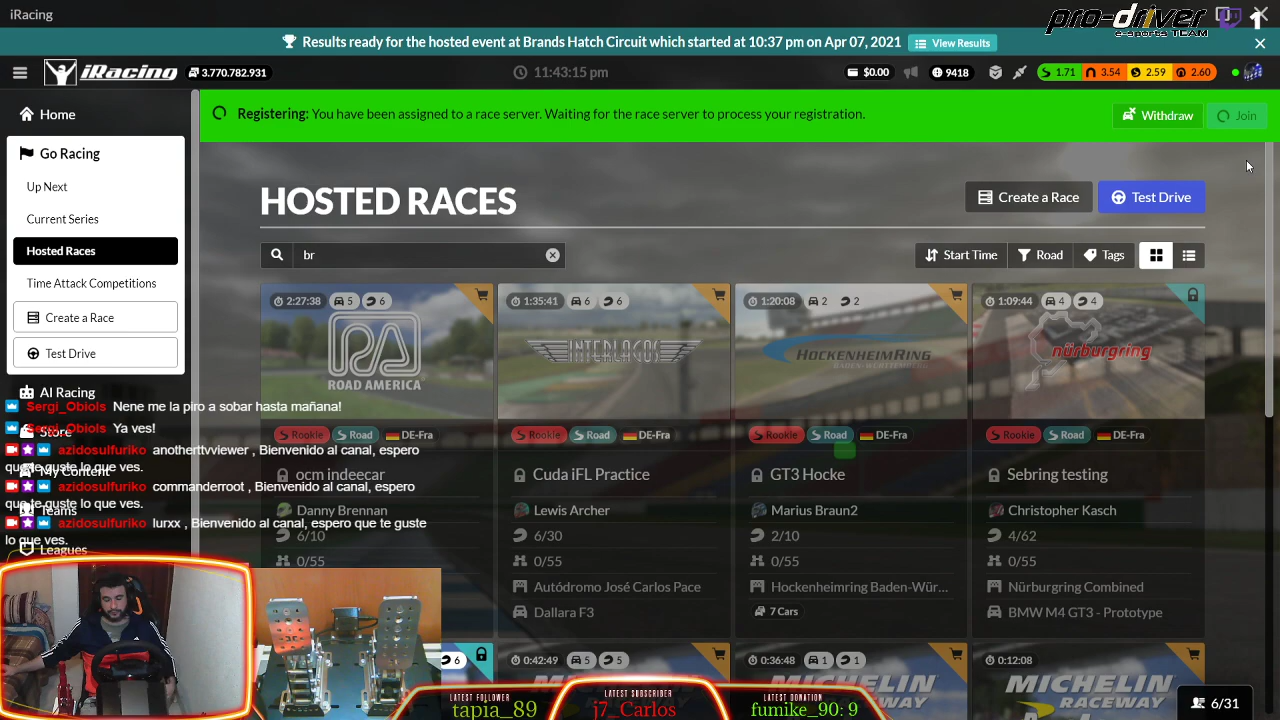 iRacing
pro-driver
e-sports TEAM
Results ready for the hosted event at Brands Hatch Circuit which started at 10:37 pm on Apr 07, 2021
View Results
iRacing
3.770.782.931
11:43:15 pm
$0.00
9418
1.71
3.54
2.59
2.60
Home
Registering: You have been assigned to a race server. Waiting for the race server to process your registration.
Withdraw
Join
Go Racing
Up Next
Current Series
Hosted Races
Time Attack Competitions
Create a Race
Test Drive
AI Racing
Store
My Content
Teams
Leagues
HOSTED RACES
Create a Race
Test Drive
br
Start Time
Road
Tags
2:27:38
5
6
ROAD AMERICA
Rookie
Road
DE-Fra
ocm indeecar
Danny Brennan
6/10
0/55
1:35:41
6
6
INTERLAGOS
Rookie
Road
DE-Fra
Cuda iFL Practice
Lewis Archer
6/30
0/55
Autódromo José Carlos Pace
Dallara F3
1:20:08
2
2
HOCKENHEIMRING
BADEN-WÜRTTEMBERG
Rookie
Road
DE-Fra
GT3 Hocke
Marius Braun2
2/10
0/55
Hockenheimring Baden-Wür...
7 Cars
1:09:44
4
4
nürburgring
Rookie
Road
DE-Fra
Sebring testing
Christopher Kasch
4/62
0/55
Nürburgring Combined
BMW M4 GT3 - Prototype
Sergi_Obiols Nene me la piro a sobar hasta mañana!
Sergi_Obiols Ya ves!
azidosulfuriko anotherttvviewer , Bienvenido al canal, espero
que te guste lo que ves.
azidosulfuriko commanderroot , Bienvenido al canal, espero
que te guste lo que ves.
azidosulfuriko lurxx , Bienvenido al canal, espero que te guste
lo que ves.
6
0:42:49
5
5
MICHELIN
RACEWAY
0:36:48
1
1
MICHELIN
RACEWAY
0:12:08
MICHELIN
RACEWAY
LATEST FOLLOWER
tapia_89
LATEST SUBSCRIBER
j7_Carlos
LATEST DONATION
fumike_90: 9
6/31